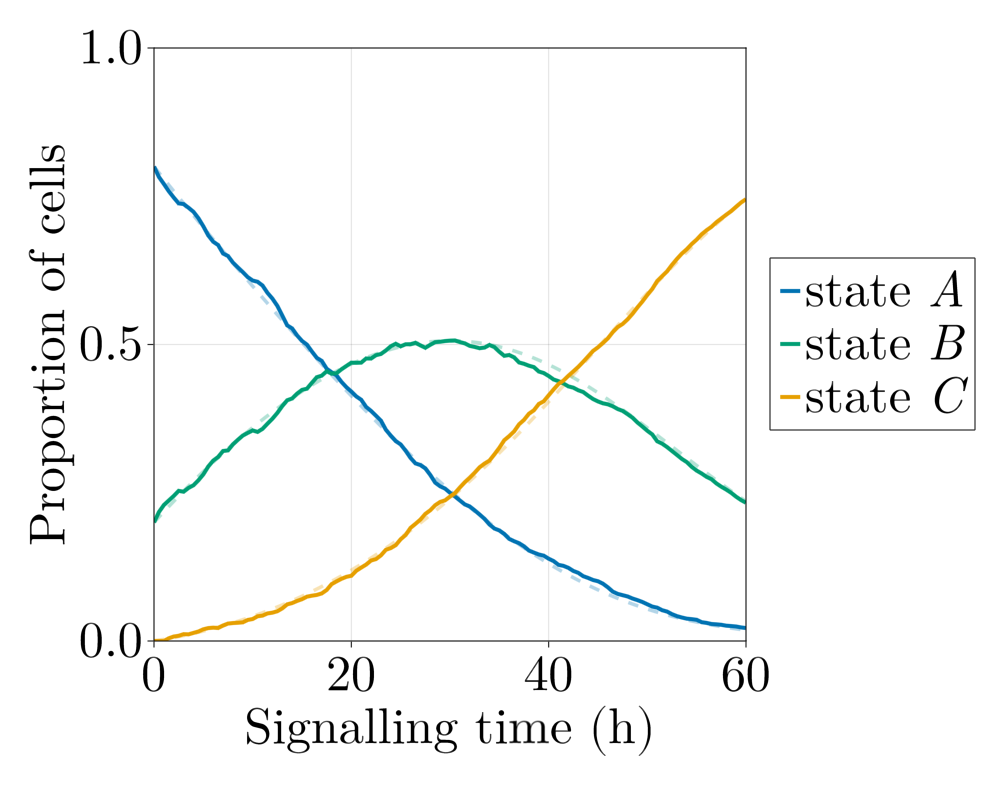 1.0
0.5
0.0
Proportion of cells
0 20 40 60
Signalling time (h)
state A
state B
state C